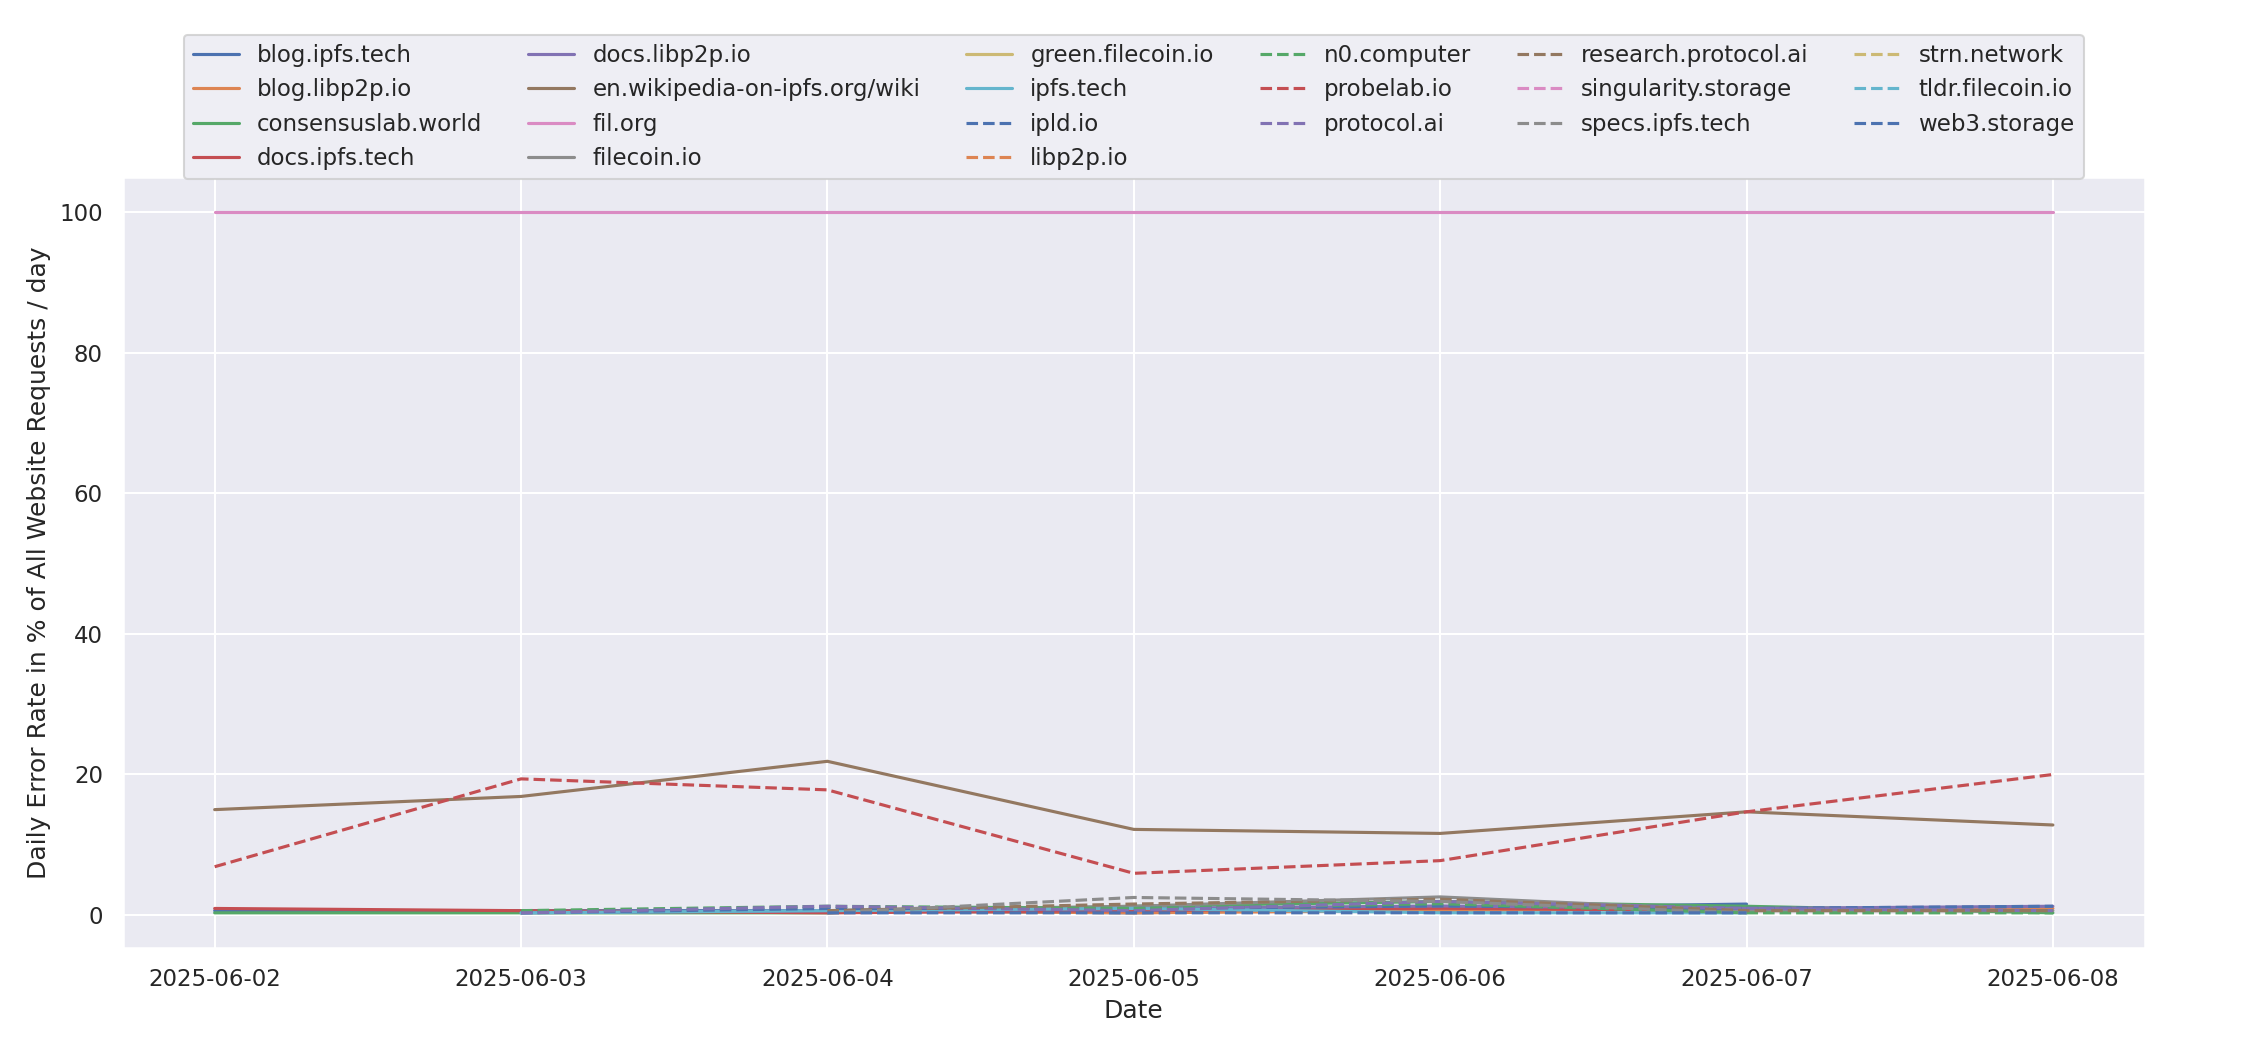 blog.ipfs.tech
blog.libp2p.io
consensuslab.world
docs.ipfs.tech
docs.libp2p.io
en.wikipedia-on-ipfs.org/wiki
fil.org
filecoin.io
green.filecoin.io
ipfs.tech
ipld.io
libp2p.io
n0.computer
probelab.io
protocol.ai
research.protocol.ai
singularity.storage
specs.ipfs.tech
strn.network
tldr.filecoin.io
web3.storage
Daily Error Rate in % of All Website Requests / day
100
80
60
40
20
0
2025-06-02
2025-06-03
2025-06-04
2025-06-05
2025-06-06
2025-06-07
2025-06-08
Date